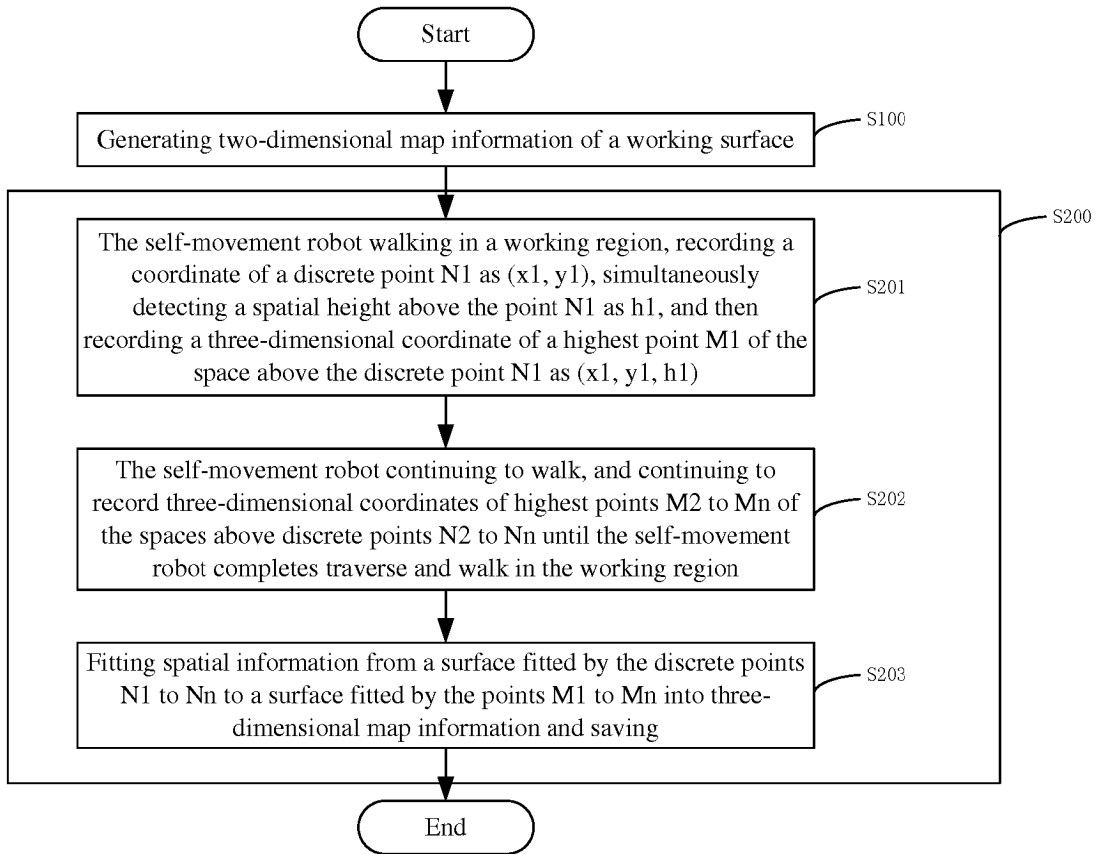 Start
Generating two-dimensional map information of a working surface
S100
S200
The self-movement robot walking in a working region, recording a
coordinate of a discrete point N1 as (x1, y1), simultaneously
detecting a spatial height above the point N1 as h1, and then
recording a three-dimensional coordinate of a highest point M1 of the
space above the discrete point N1 as (x1, y1, h1)
S201
The self-movement robot continuing to walk, and continuing to
record three-dimensional coordinates of highest points M2 to Mn of
the spaces above discrete points N2 to Nn until the self-movement
robot completes traverse and walk in the working region
S202
Fitting spatial information from a surface fitted by the discrete points
N1 to Nn to a surface fitted by the points M1 to Mn into three-
dimensional map information and saving
S203
End